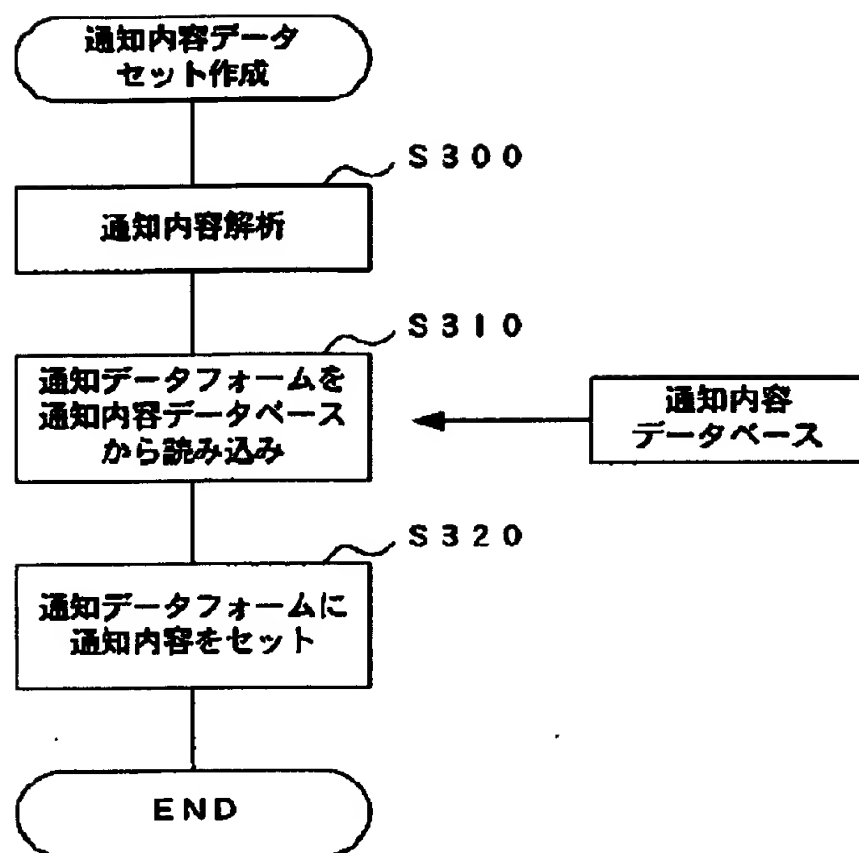 通知内容データ
セット作成
S300
通知内容解析
S310
通知データフォームを
通知内容データベース
から読み込み
通知内容
データベース
S320
通知データフォームに
通知内容をセット
END